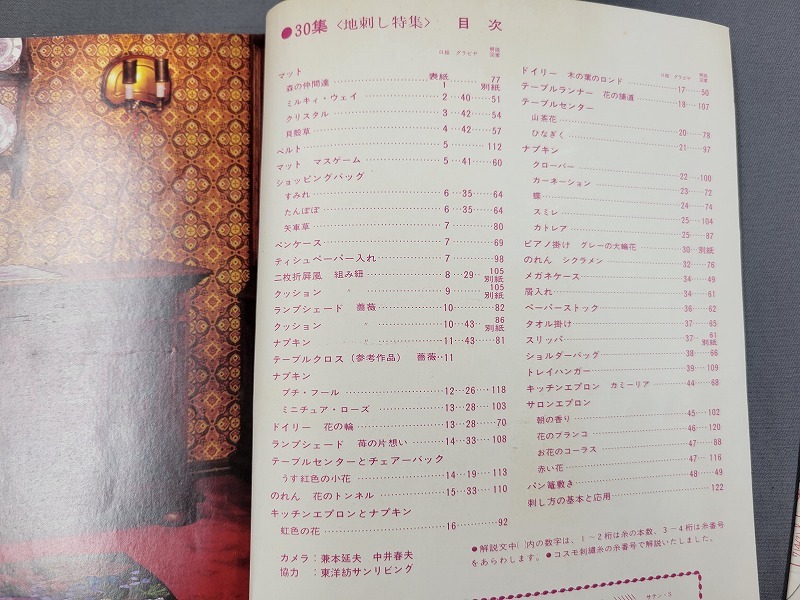 ●30集〈地刺し特集〉 目次
口絵 グラビヤ 解説図案
マット
森の仲間達 表紙 1 77 別紙
ミルキィ・ウェイ 2 40 51
クリスタル 3 42 54
貝殻草 4 42 57
ベルト 5 112
マット マスゲーム 5 41 60
ショッピングバッグ
すみれ 6 35 64
たんぽぽ 6 35 64
矢車草 7 80
ペンケース 7 69
ティシュペーパー入れ 7 98
二枚折屏風 組み紐 8 29 105 別紙
クッション 9 105 別紙
ランプシェード 薔薇 10 82
クッション 〃 10 43 86 別紙
ナプキン 〃 11 43 81
テーブルクロス(参考作品) 薔薇 11
ナプキン
プチ・フール 12 26 118
ミニチュア・ローズ 13 28 103
ドイリー 花の輪 13 28 70
ランプシェード 苺の片想い 14 33 108
テーブルセンターとチェアーバック
うす紅色の小花 14 19 113
のれん 花のトンネル 15 33 110
キッチンエプロンとナプキン
虹色の花 16 92
カメラ:兼本延夫 中井春夫
協力 :東洋紡サンリビング
口絵 グラビヤ 解説図案
ドイリー 木の葉のロンド 17 50
テーブルランナー 花の舗道 18 107
テーブルセンター
山茶花 20 78
ひなぎく 21 97
ナプキン
クローバー 22 100
カーネーション 23 72
蝶 24 74
スミレ 25 104
カトレア 25 87
ピアノ掛け グレーの大輪花 30 別紙
のれん シクラメン 32 76
メガネケース 34 49
屑入れ 34 61
ペーパーストック 36 62
タオル掛け 37 65
スリッパ 37 61 別紙
ショルダーバッグ 38 66
トレイハンガー 39 109
キッチンエプロン カミーリア 44 68
サロンエプロン
朝の香り 45 102
花のブランコ 46 120
お花のコーラス 47 88
赤い花 47 116
パン篭敷き 48 49
刺し方の基本と応用 122
●解説文中( )内の数字は、1~2桁は糸の本数、3~4桁は糸番号
をあらわします。●コスモ刺繍糸の糸番号で解説いたしました。
サテン・S